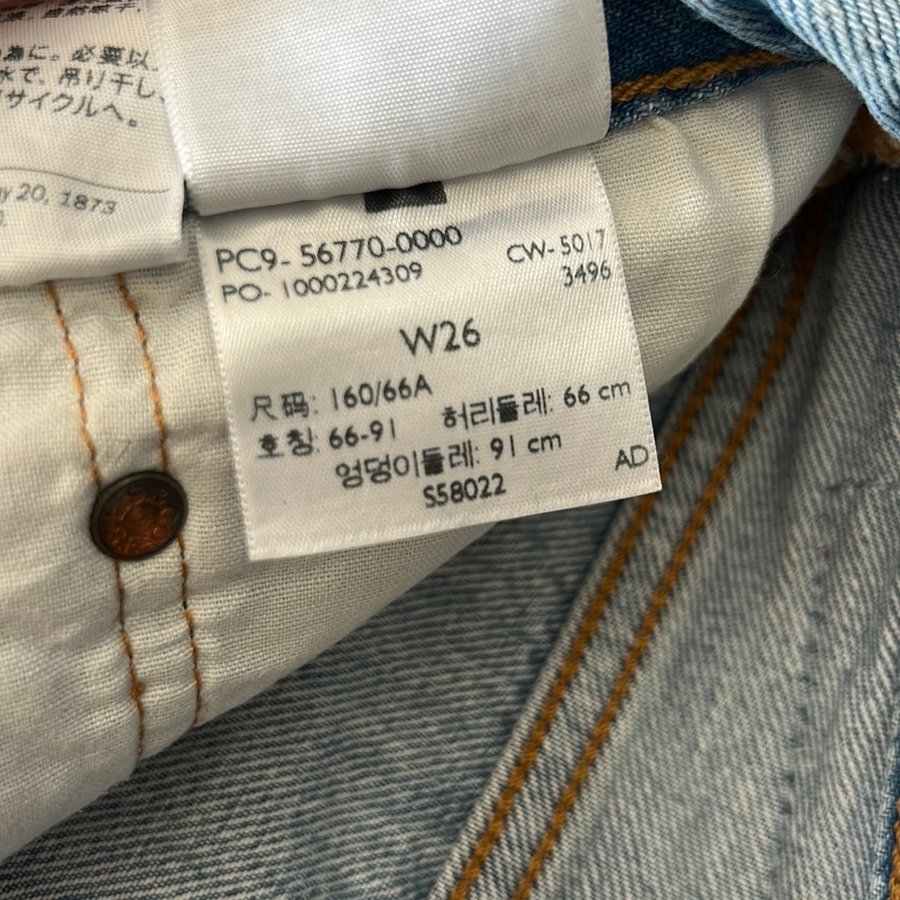 為に。必要以
水で、吊り干し、
サイクルへ。
y 20, 1873
PC9- 56770-0000
CW- 5017
PO- 1000224309
3496
W26
尺码: 160/66A
호칭: 66-91
허리둘레: 66 cm
엉덩이둘레: 91 cm
AD
S58022